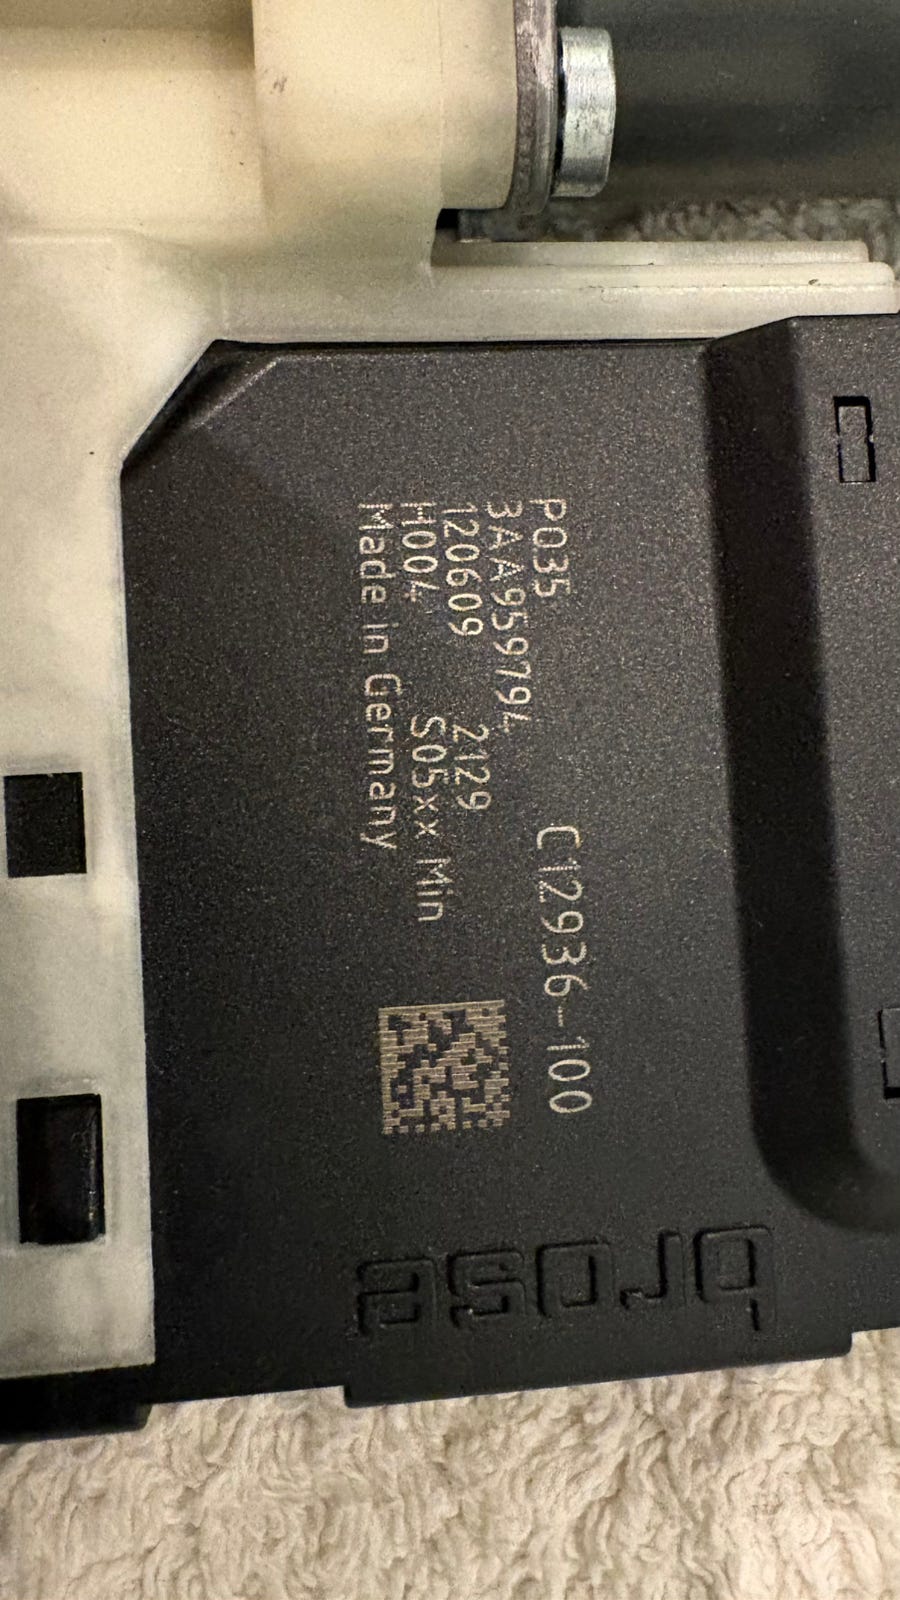 P035 C12936-100
3AA959794
120609 2129
H004 S05xx Min
Made in Germany
brose